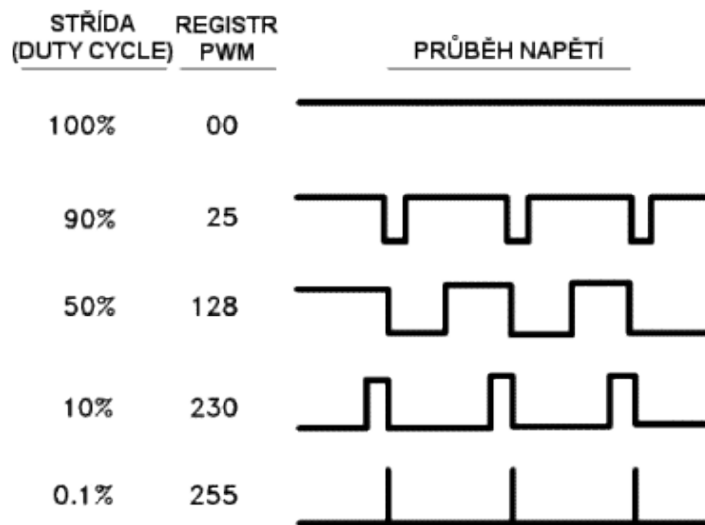 STŘÍDA REGISTR
(DUTY CYCLE) PWM PRŮBĚH NAPĚTÍ
100% 00
90% 25
50% 128
10% 230
0.1% 255